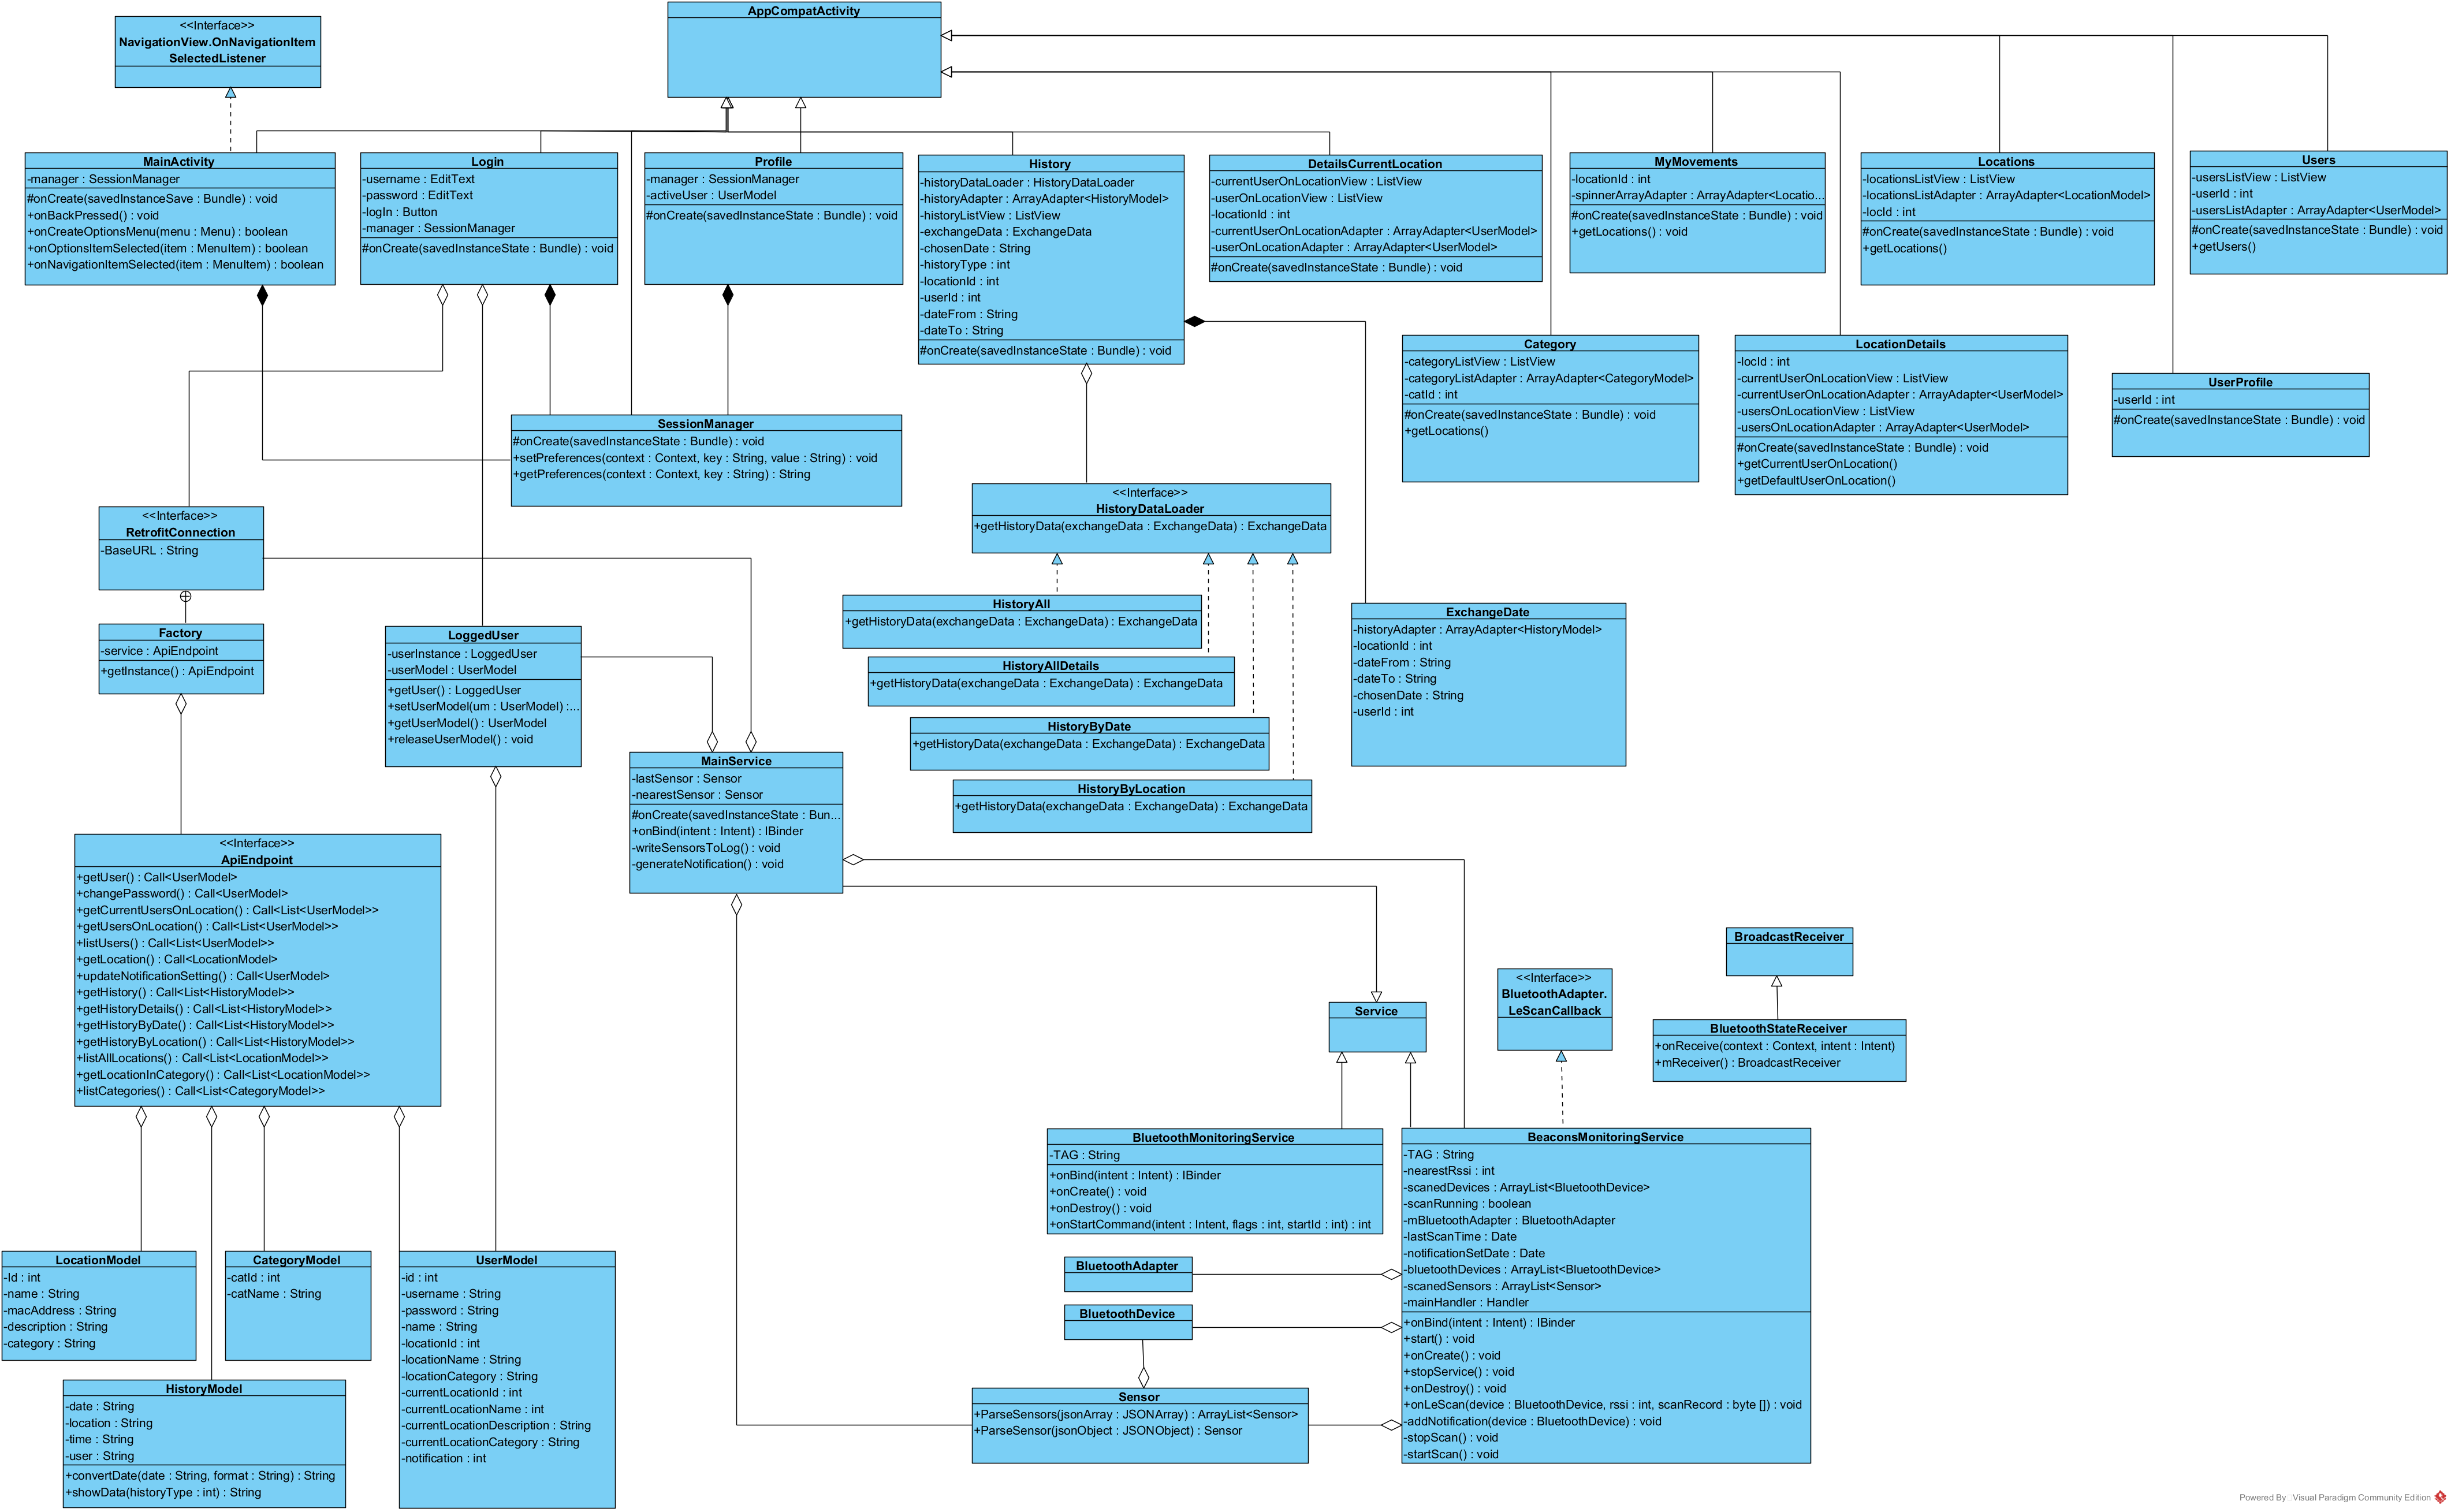 <<Interface>>
NavigationView.OnNavigationItem
SelectedListener
AppCompatActivity
MainActivity
-manager : SessionManager
#onCreate(savedInstanceSave : Bundle) : void
+onBackPressed() : void
+onCreateOptionsMenu(menu : Menu) : boolean
+onOptionsItemSelected(item : MenuItem) : boolean
+onNavigationItemSelected(item : MenuItem) : boolean
Login
-username : EditText
-password : EditText
-logIn : Button
-manager : SessionManager
#onCreate(savedInstanceState : Bundle) : void
Profile
-manager : SessionManager
-activeUser : UserModel
#onCreate(savedInstanceState : Bundle) : void
History
-historyDataLoader : HistoryDataLoader
-historyAdapter : ArrayAdapter<HistoryModel>
-historyListView : ListView
-exchangeData : ExchangeData
-chosenDate : String
-historyType : int
-locationId : int
-userId : int
-dateFrom : String
-dateTo : String
#onCreate(savedInstanceState : Bundle) : void
DetailsCurrentLocation
-currentUserOnLocationView : ListView
-userOnLocationView : ListView
-locationId : int
-currentUserOnLocationAdapter : ArrayAdapter<UserModel>
-userOnLocationAdapter : ArrayAdapter<UserModel>
#onCreate(savedInstanceState : Bundle) : void
MyMovements
-locationId : int
-spinnerArrayAdapter : ArrayAdapter<Locatio...
#onCreate(savedInstanceState : Bundle) : void
+getLocations() : void
Locations
-locationsListView : ListView
-locationsListAdapter : ArrayAdapter<LocationModel>
-locId : int
#onCreate(savedInstanceState : Bundle) : void
+getLocations()
Users
-usersListView : ListView
-userId : int
-usersListAdapter : ArrayAdapter<UserModel>
#onCreate(savedInstanceState : Bundle) : void
+getUsers()
Category
-categoryListView : ListView
-categoryListAdapter : ArrayAdapter<CategoryModel>
-catId : int
#onCreate(savedInstanceState : Bundle) : void
+getLocations()
LocationDetails
-locId : int
-currentUserOnLocationView : ListView
-currentUserOnLocationAdapter : ArrayAdapter<UserModel>
-usersOnLocationView : ListView
-usersOnLocationAdapter : ArrayAdapter<UserModel>
#onCreate(savedInstanceState : Bundle) : void
+getCurrentUserOnLocation()
+getDefaultUserOnLocation()
UserProfile
-userId : int
#onCreate(savedInstanceState : Bundle) : void
SessionManager
#onCreate(savedInstanceState : Bundle) : void
+setPreferences(context : Context, key : String, value : String) : void
+getPreferences(context : Context, key : String) : String
<<Interface>>
RetrofitConnection
-BaseURL : String
<<Interface>>
HistoryDataLoader
+getHistoryData(exchangeData : ExchangeData) : ExchangeData
HistoryAll
+getHistoryData(exchangeData : ExchangeData) : ExchangeData
HistoryAllDetails
+getHistoryData(exchangeData : ExchangeData) : ExchangeData
HistoryByDate
+getHistoryData(exchangeData : ExchangeData) : ExchangeData
HistoryByLocation
+getHistoryData(exchangeData : ExchangeData) : ExchangeData
ExchangeDate
-historyAdapter : ArrayAdapter<HistoryModel>
-locationId : int
-dateFrom : String
-dateTo : String
-chosenDate : String
-userId : int
Factory
-service : ApiEndpoint
+getInstance() : ApiEndpoint
LoggedUser
-userInstance : LoggedUser
-userModel : UserModel
+getUser() : LoggedUser
+setUserModel(um : UserModel) :...
+getUserModel() : UserModel
+releaseUserModel() : void
MainService
-lastSensor : Sensor
-nearestSensor : Sensor
#onCreate(savedInstanceState : Bun...
+onBind(intent : Intent) : IBinder
-writeSensorsToLog() : void
-generateNotification() : void
<<Interface>>
ApiEndpoint
+getUser() : Call<UserModel>
+changePassword() : Call<UserModel>
+getCurrentUsersOnLocation() : Call<List<UserModel>>
+getUsersOnLocation() : Call<List<UserModel>>
+listUsers() : Call<List<UserModel>>
+getLocation() : Call<LocationModel>
+updateNotificationSetting() : Call<UserModel>
+getHistory() : Call<List<HistoryModel>>
+getHistoryDetails() : Call<List<HistoryModel>>
+getHistoryByDate() : Call<List<HistoryModel>>
+getHistoryByLocation() : Call<List<HistoryModel>>
+listAllLocations() : Call<List<LocationModel>>
+getLocationInCategory() : Call<List<LocationModel>>
+listCategories() : Call<List<CategoryModel>>
BroadcastReceiver
<<Interface>>
BluetoothAdapter.
LeScanCallback
Service
BluetoothStateReceiver
+onReceive(context : Context, intent : Intent)
+mReceiver() : BroadcastReceiver
BluetoothMonitoringService
-TAG : String
+onBind(intent : Intent) : IBinder
+onCreate() : void
+onDestroy() : void
+onStartCommand(intent : Intent, flags : int, startId : int) : int
BeaconsMonitoringService
-TAG : String
-nearestRssi : int
-scanedDevices : ArrayList<BluetoothDevice>
-scanRunning : boolean
-mBluetoothAdapter : BluetoothAdapter
-lastScanTime : Date
-notificationSetDate : Date
-bluetoothDevices : ArrayList<BluetoothDevice>
-scanedSensors : ArrayList<Sensor>
-mainHandler : Handler
+onBind(intent : Intent) : IBinder
+start() : void
+onCreate() : void
+stopService() : void
+onDestroy() : void
+onLeScan(device : BluetoothDevice, rssi : int, scanRecord : byte []) : void
-addNotification(device : BluetoothDevice) : void
-stopScan() : void
-startScan() : void
BluetoothAdapter
BluetoothDevice
Sensor
+ParseSensors(jsonArray : JSONArray) : ArrayList<Sensor>
+ParseSensor(jsonObject : JSONObject) : Sensor
LocationModel
-Id : int
-name : String
-macAddress : String
-description : String
-category : String
CategoryModel
-catId : int
-catName : String
UserModel
-id : int
-username : String
-password : String
-name : String
-locationId : int
-locationName : String
-locationCategory : String
-currentLocationId : int
-currentLocationName : int
-currentLocationDescription : String
-currentLocationCategory : String
-notification : int
HistoryModel
-date : String
-location : String
-time : String
-user : String
+convertDate(date : String, format : String) : String
+showData(historyType : int) : String
Powered By Visual Paradigm Community Edition